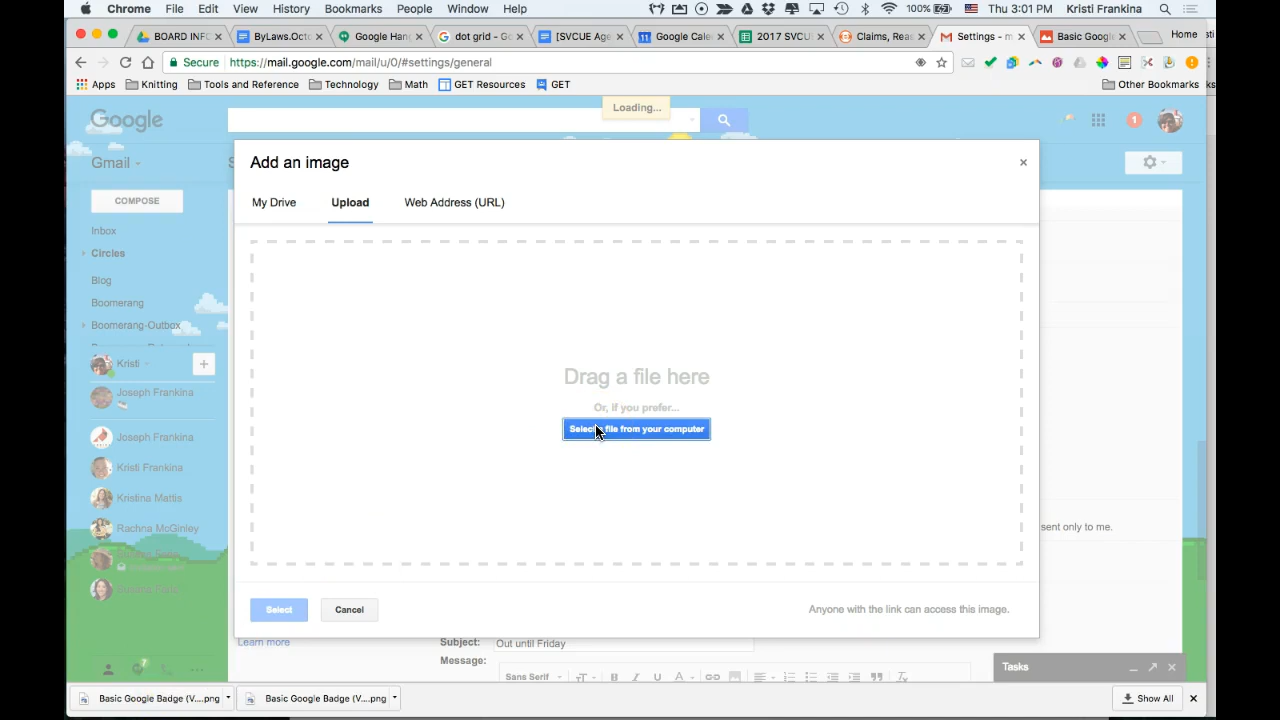 Chrome File Edit View History Bookmarks People Window Help 100% Thu 3:01 PM Kristi Frankina
BOARD INFO ByLaws.Octo Google Han dot grid - Go [SVCUE Age Google Cale 2017 SVCU Claims, Reas Settings - m Basic Googl Home
Secure https://mail.google.com/mail/u/0/#settings/general
Apps Knitting Tools and Reference Technology Math GET Resources GET Other Bookmarks
Loading...
Google 1
Gmail
Add an image ×
COMPOSE
My Drive Upload Web Address (URL)
Inbox
Circles
Blog
Boomerang
Boomerang-Outbox
Kristi +
Joseph Frankina
Joseph Frankina
Kristi Frankina
Kristina Mattis
Rachna McGinley
Drag a file here
Or, if you prefer...
Select a file from your computer
sent only to me.
Select Cancel Anyone with the link can access this image.
Learn more
Subject: Out until Friday
Message:
Sans Serif
7
Tasks
Basic Google Badge (V....png Basic Google Badge (V....png Show All